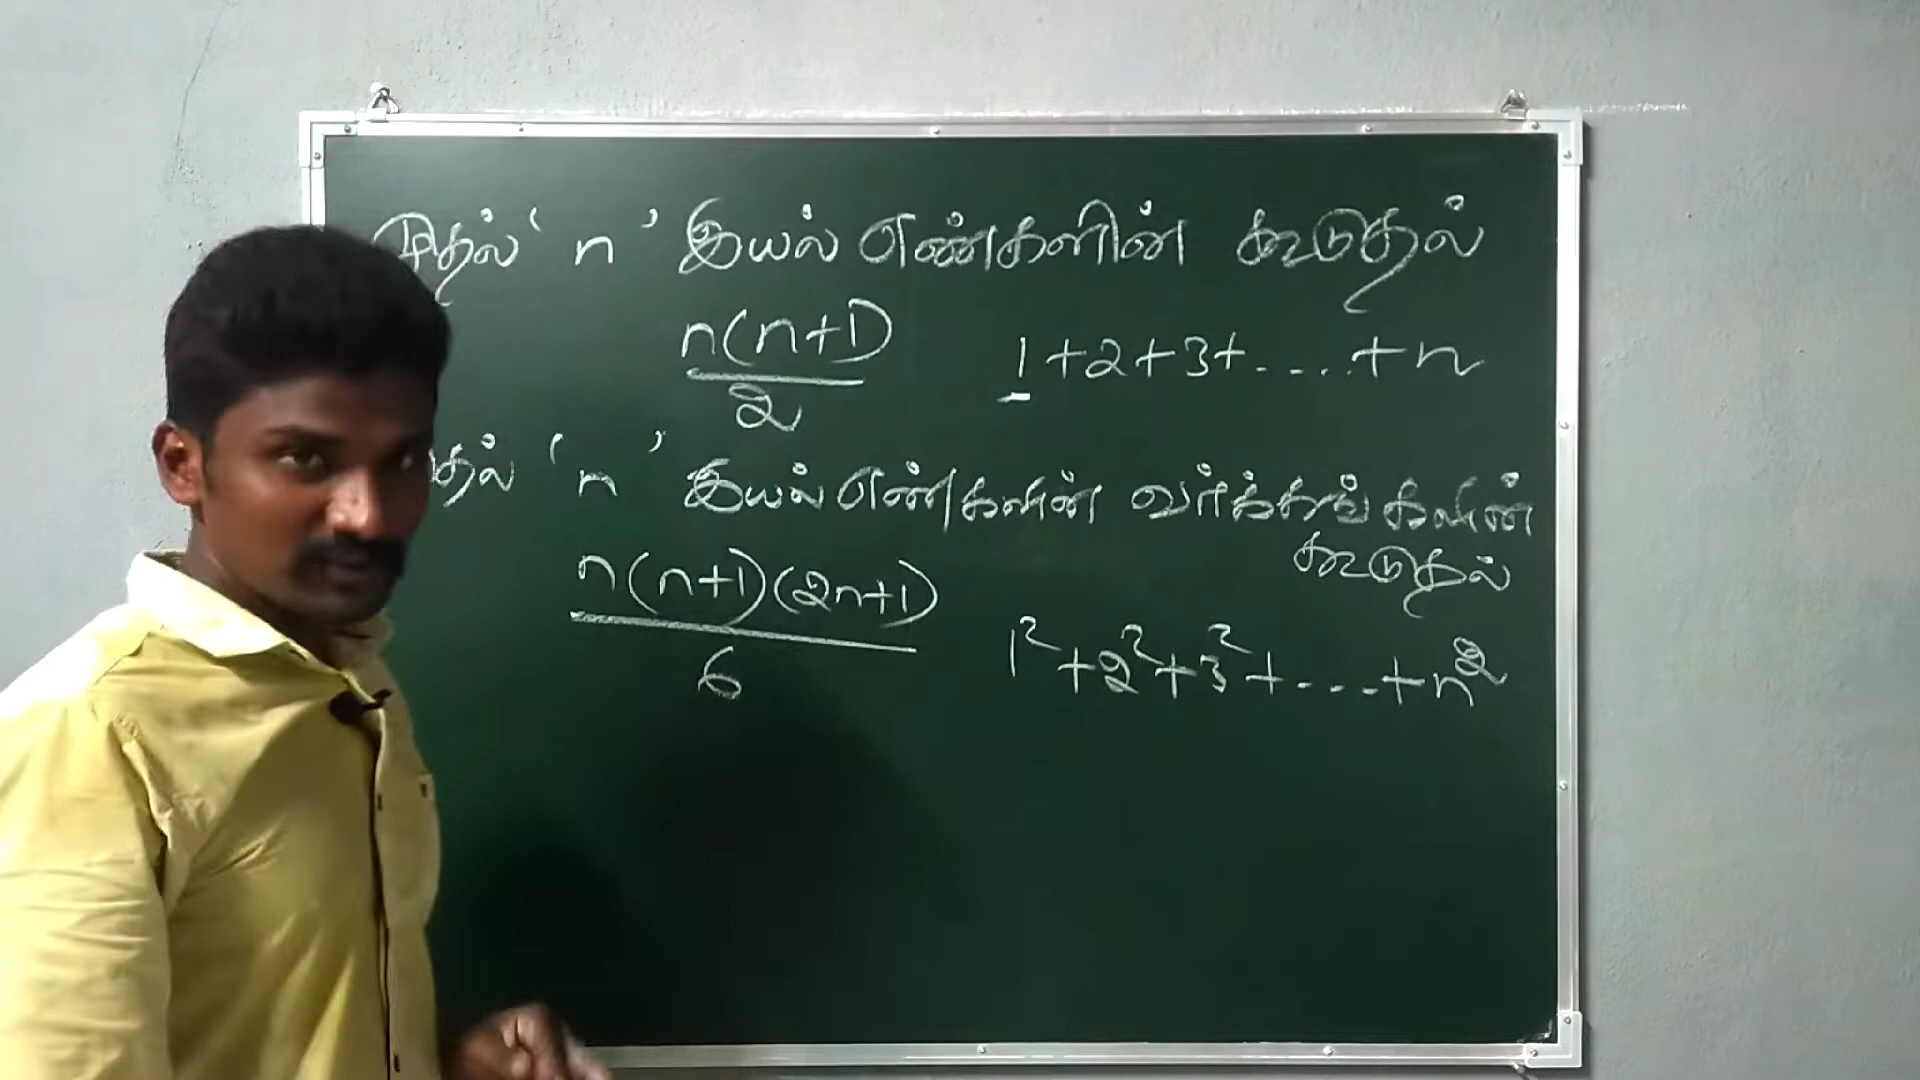 முதல் ' n ' இயல் எண்களின் கூடுதல்
n(n+1)/2 1+2+3+....+n
தல் ' n ' இயல் எண்களின் வர்க்கங்களின்
கூடுதல்
n(n+1)(2n+1)/6 1²+2²+3²+....+n²